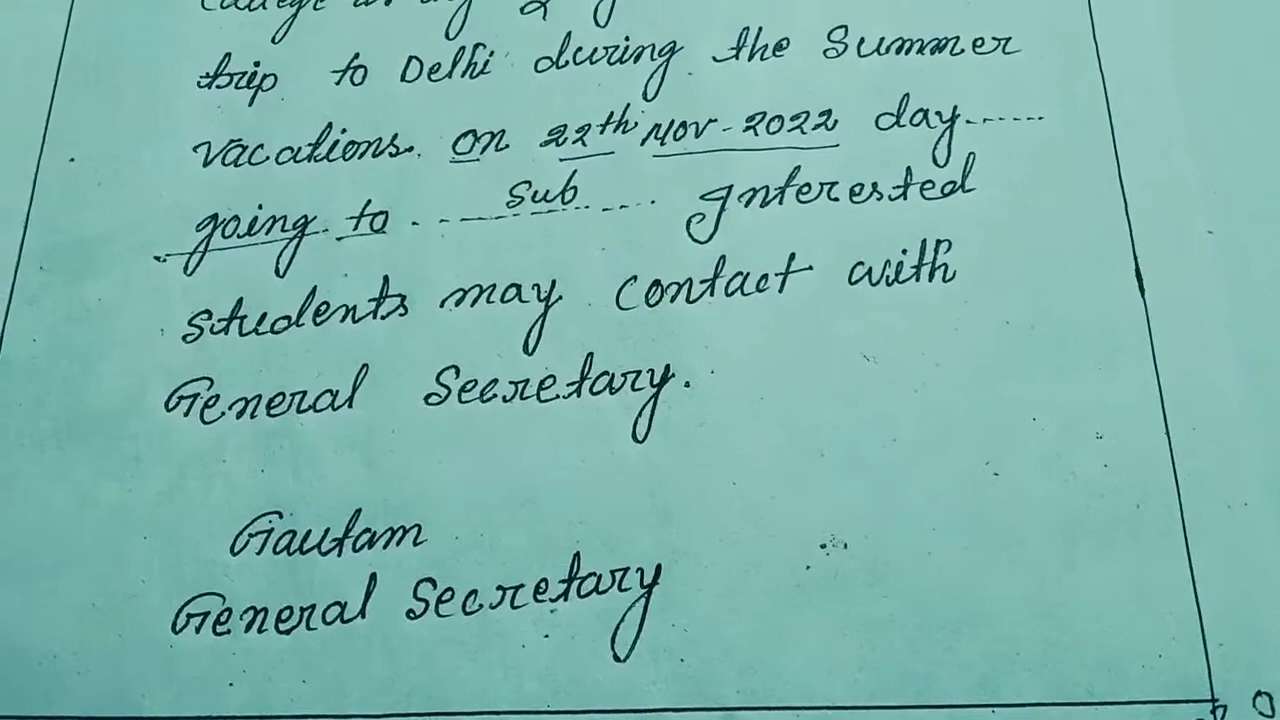 trip to Delhi during the Summer
vacations. On 22th Nov-2022 day......
going to ........ Sub ........ Interested
students may contact with
General Secretary.
Gautam
General Secretary